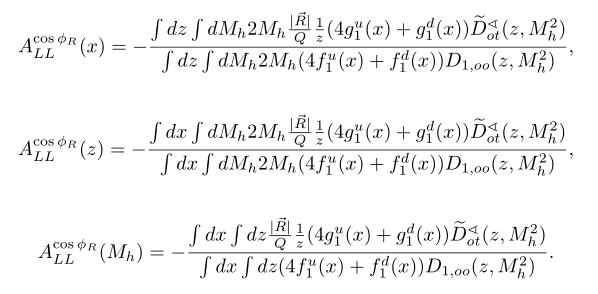 $A_{LL}^{\cos\phi_R}(x) = -\frac{\int dz \int dM_h 2M_h \frac{|\vec{R}|}{Q} \frac{1}{z} (4g_1^u(x) + g_1^d(x)) \widetilde{D}_{ot}^{\sphericalangle}(z, M_h^2)}{\int dz \int dM_h 2M_h (4f_1^u(x) + f_1^d(x)) D_{1,oo}(z, M_h^2)},$
$A_{LL}^{\cos\phi_R}(z) = -\frac{\int dx \int dM_h 2M_h \frac{|\vec{R}|}{Q} \frac{1}{z} (4g_1^u(x) + g_1^d(x)) \widetilde{D}_{ot}^{\sphericalangle}(z, M_h^2)}{\int dx \int dM_h 2M_h (4f_1^u(x) + f_1^d(x)) D_{1,oo}(z, M_h^2)},$
$A_{LL}^{\cos\phi_R}(M_h) = -\frac{\int dx \int dz \frac{|\vec{R}|}{Q} \frac{1}{z} (4g_1^u(x) + g_1^d(x)) \widetilde{D}_{ot}^{\sphericalangle}(z, M_h^2)}{\int dx \int dz (4f_1^u(x) + f_1^d(x)) D_{1,oo}(z, M_h^2)}.$